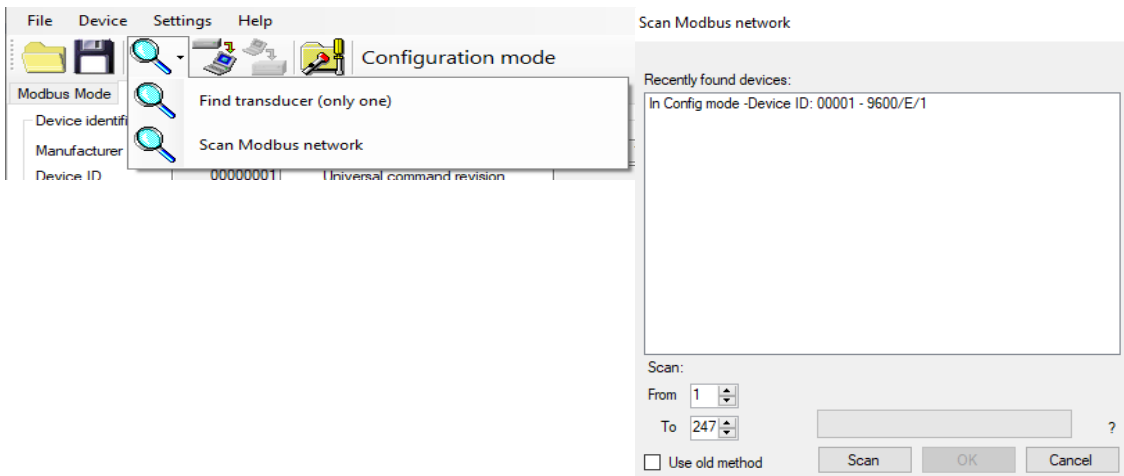 File Device Settings Help
Configuration mode
Modbus Mode
Find transducer (only one)
Device identifi
Manufacturer
Scan Modbus network
Device ID 00000001 Universal command revision
Scan Modbus network
Recently found devices:
In Config mode -Device ID: 00001 - 9600/E/1
Scan:
From 1
To 247
?
Use old method Scan OK Cancel